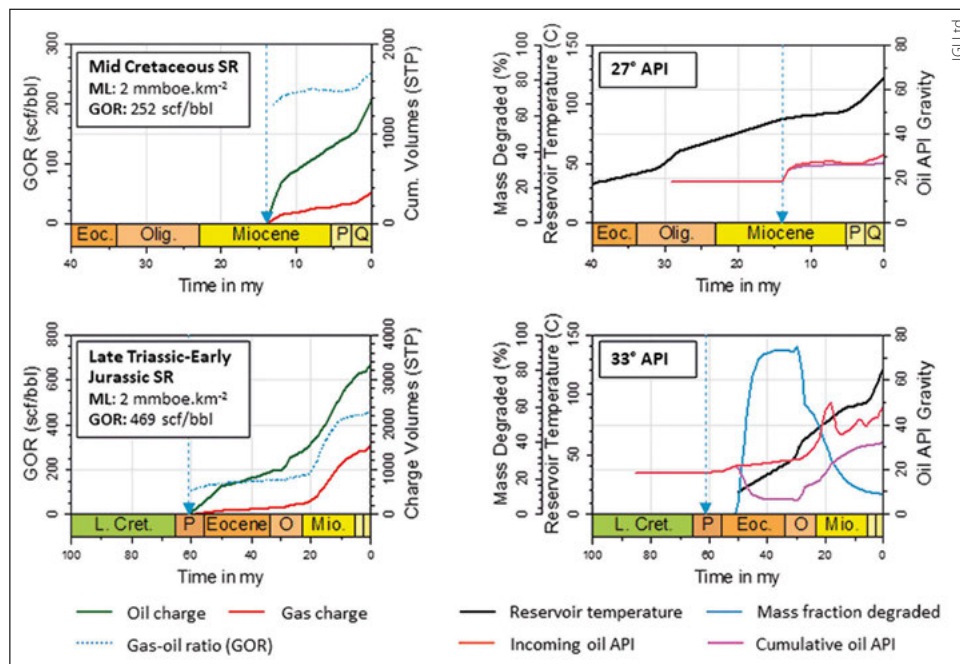 IGI Ltd
GOR (scf/bbl)
300
200
100
0
Mid Cretaceous SR
ML: 2 mmboe.km⁻²
GOR: 252 scf/bbl
2000
1000
0
Cum. Volumes (STP)
Eoc. Olig. Miocene P Q
40 30 20 10 0
Time in my
Mass Degraded (%)
100
80
60
40
20
0
Reservoir Temperature (C)
150
100
50
0
27° API
80
60
40
20
0
Oil API Gravity
Eoc. Olig. Miocene P Q
40 30 20 10 0
Time in my
GOR (scf/bbl)
800
600
400
200
0
Late Triassic-Early
Jurassic SR
ML: 2 mmboe.km⁻²
GOR: 469 scf/bbl
4000
3000
2000
1000
0
Charge Volumes (STP)
L. Cret. P Eocene O Mio.
100 80 60 40 20 0
Time in my
Mass Degraded (%)
100
80
60
40
20
0
Reservoir Temperature (C)
150
100
50
0
33° API
80
60
40
20
0
Oil API Gravity
L. Cret. P Eoc. O Mio.
100 80 60 40 20 0
Time in my
Oil charge Gas charge
Gas-oil ratio (GOR)
Reservoir temperature Mass fraction degraded
Incoming oil API Cumulative oil API